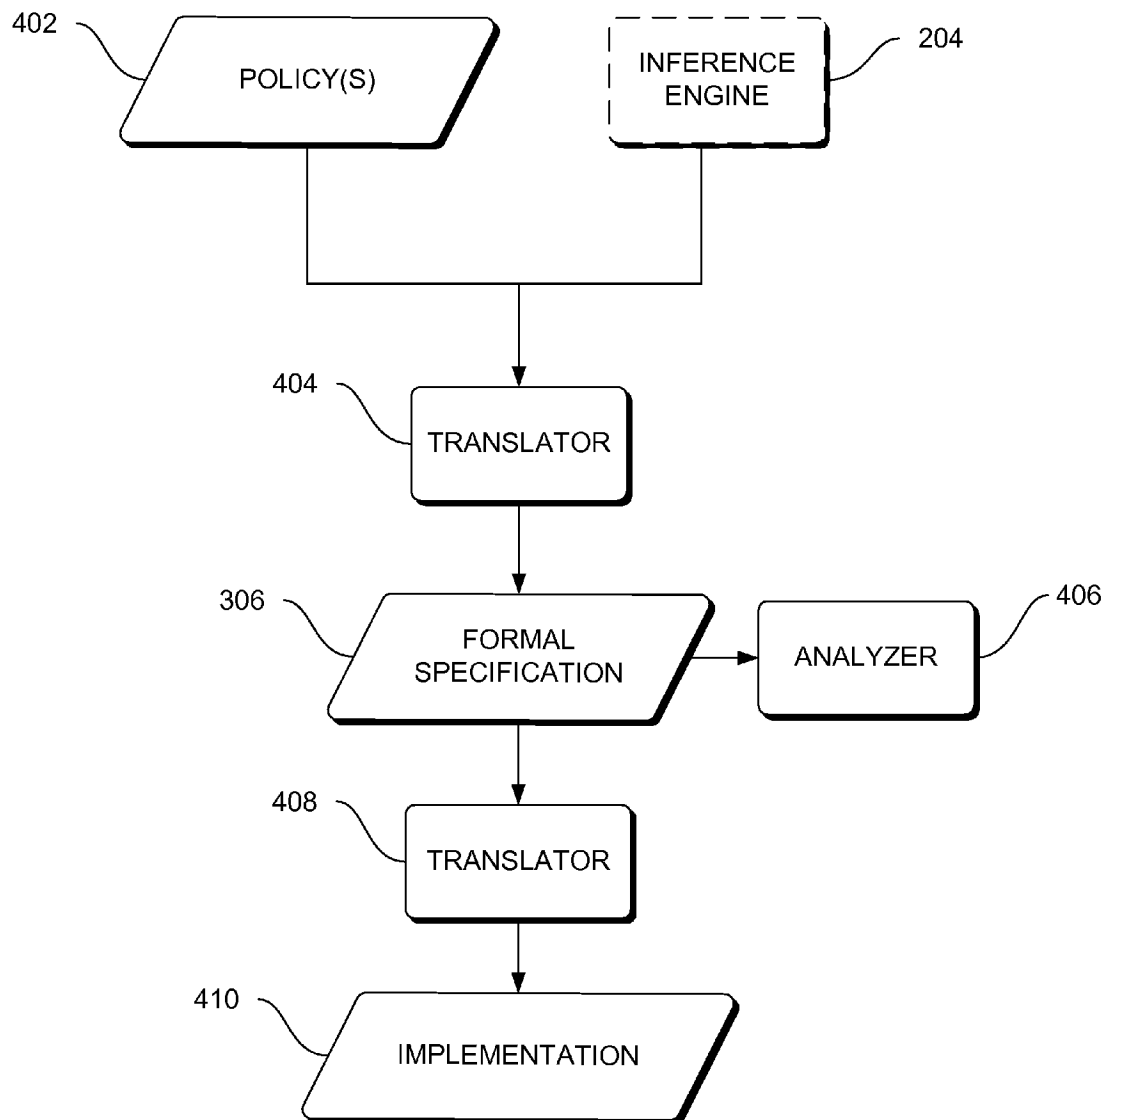 402
POLICY(S)
INFERENCE
ENGINE
204
404
TRANSLATOR
306
FORMAL
SPECIFICATION
ANALYZER
406
408
TRANSLATOR
410
IMPLEMENTATION